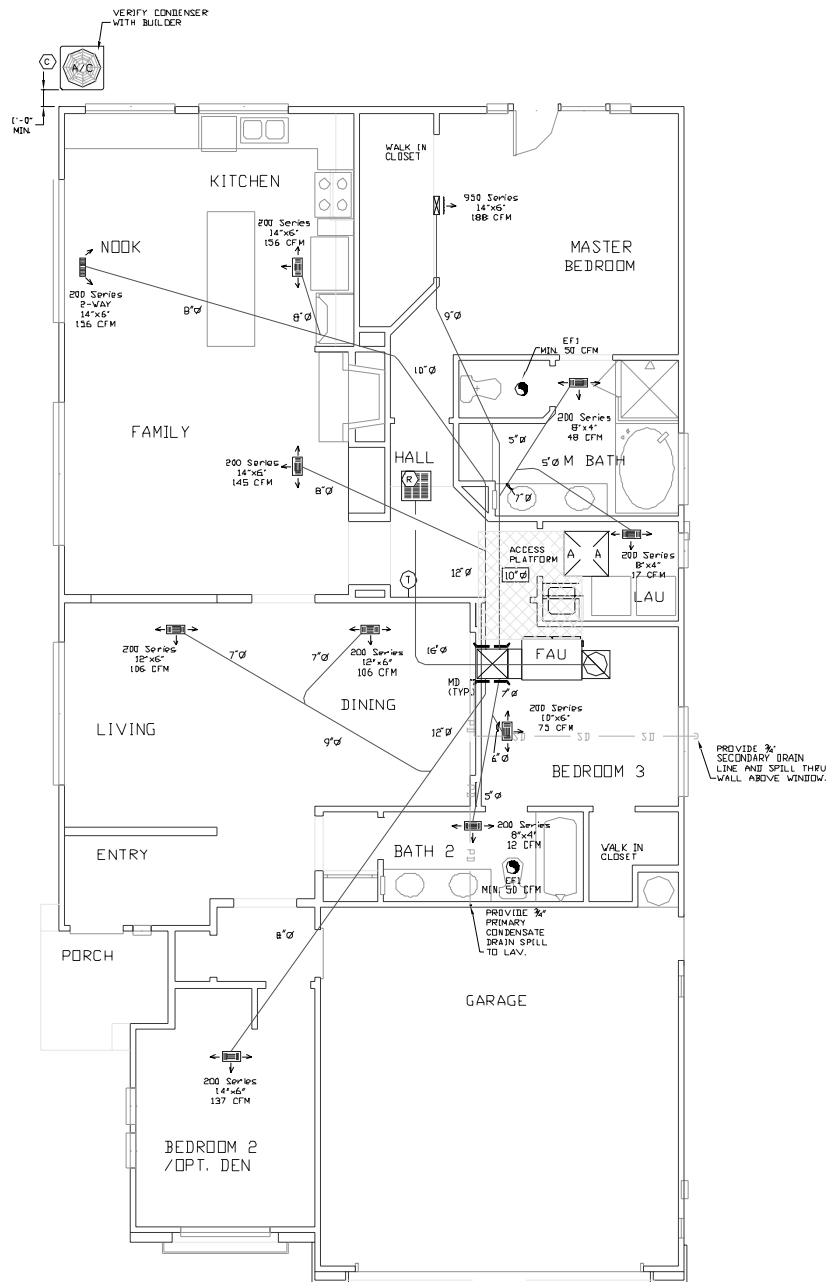 VERIFY CONDENSER
WITH BUILDER
C
A/C
1'-0"
MIN.
WALK IN
CLOSET
KITCHEN
950 Series
14"x6"
188 CFM
200 Series
14"x6"
156 CFM
NOOK
MASTER
BEDROOM
200 Series
2-WAY
14"x6"
156 CFM
8"Ø
8"Ø
9"Ø
EF1
MIN. 50 CFM
10"Ø
200 Series
8"x4"
48 CFM
FAMILY
5"Ø
HALL
5"Ø
M BATH
200 Series
14"x6"
145 CFM
R
8"Ø
7"Ø
ACCESS
PLATFORM
A A
200 Series
8"x4"
17 CFM
12"Ø
10"Ø
T
LAU
200 Series
12"x6"
106 CFM
7"Ø
7"Ø
200 Series
12"x6"
106 CFM
16"Ø
FAU
MD
(TYP.)
7"Ø
DINING
200 Series
10"x6"
75 CFM
LIVING
12"Ø
9"Ø
SD SD SD
6"Ø
PROVIDE ¾"
SECONDARY DRAIN
LINE AND SPILL THRU
WALL ABOVE WINDOW.
BEDROOM 3
5"Ø
200 Series
8"x4"
12 CFM
ENTRY
BATH 2
WALK IN
CLOSET
EF1
MIN. 50 CFM
PROVIDE ¾"
PRIMARY
CONDENSATE
DRAIN SPILL
TO LAV.
8"Ø
PORCH
GARAGE
200 Series
14"x6"
137 CFM
BEDROOM 2
/OPT. DEN